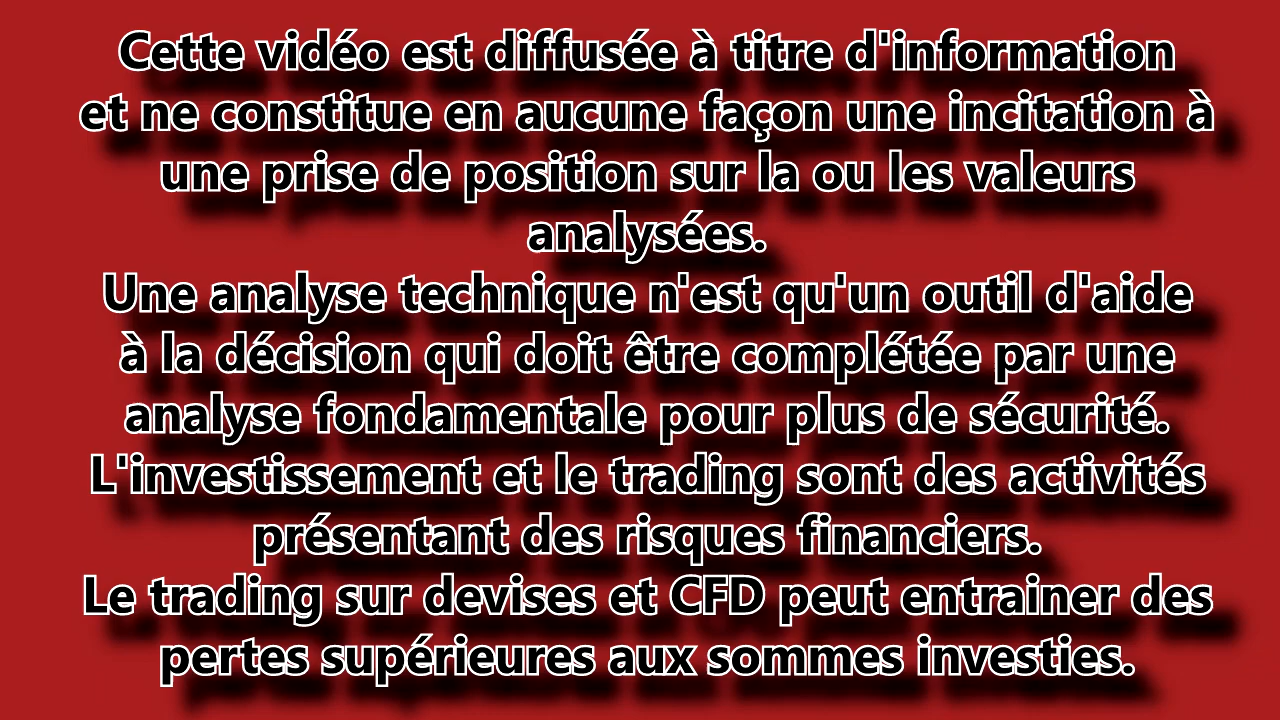 Cette vidéo est diffusée à titre d'information
et ne constitue en aucune façon une incitation à
une prise de position sur la ou les valeurs
analysées.
Une analyse technique n'est qu'un outil d'aide
à la décision qui doit être complétée par une
analyse fondamentale pour plus de sécurité.
L'investissement et le trading sont des activités
présentant des risques financiers.
Le trading sur devises et CFD peut entrainer des
pertes supérieures aux sommes investies.